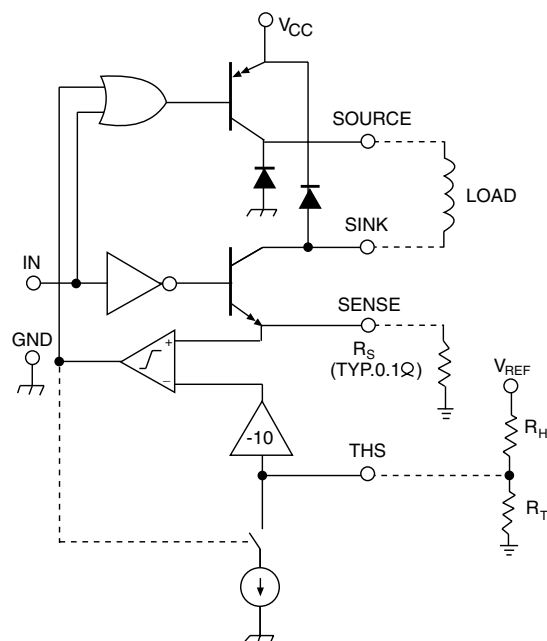 VCC
SOURCE
LOAD
SINK
IN
SENSE
GND
RS
(TYP.0.1Ω)
+
−
VREF
-10
RH
THS
RT